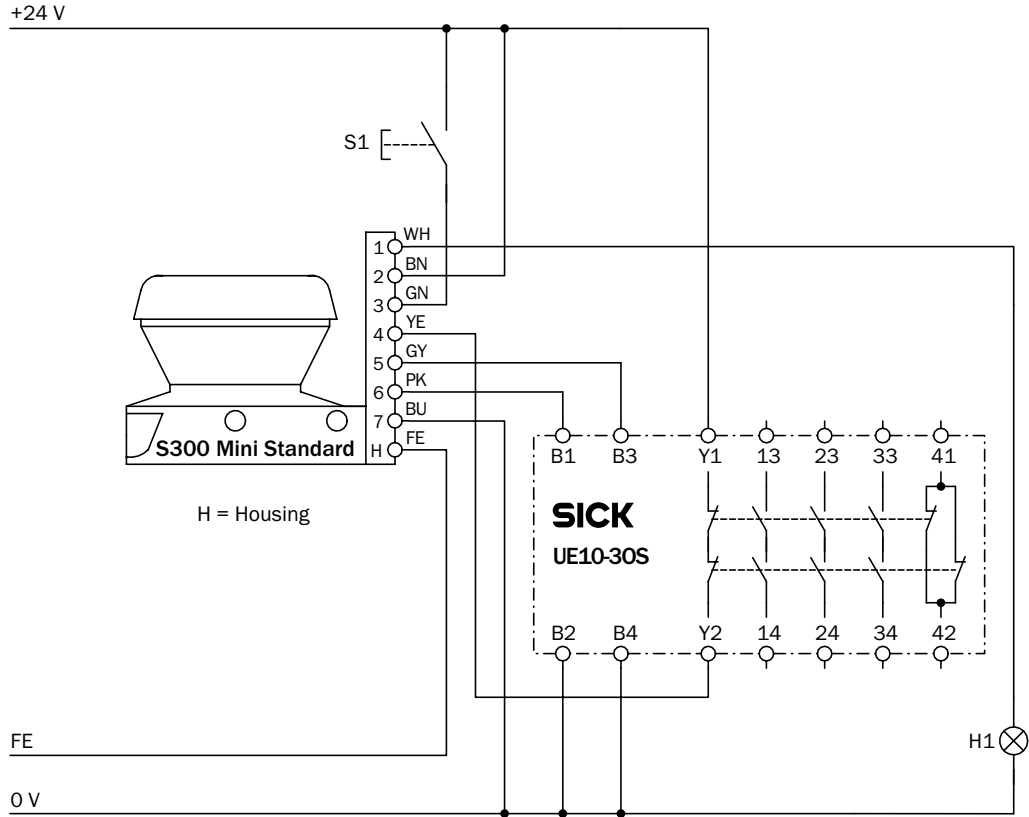 +24 V
S1
1 WH
2 BN
3 GN
4 YE
5 GY
6 PK
7 BU
H FE
S300 Mini Standard
H = Housing
B1 B3 Y1 13 23 33 41
SICK
UE10-30S
B2 B4 Y2 14 24 34 42
H1
FE
0 V